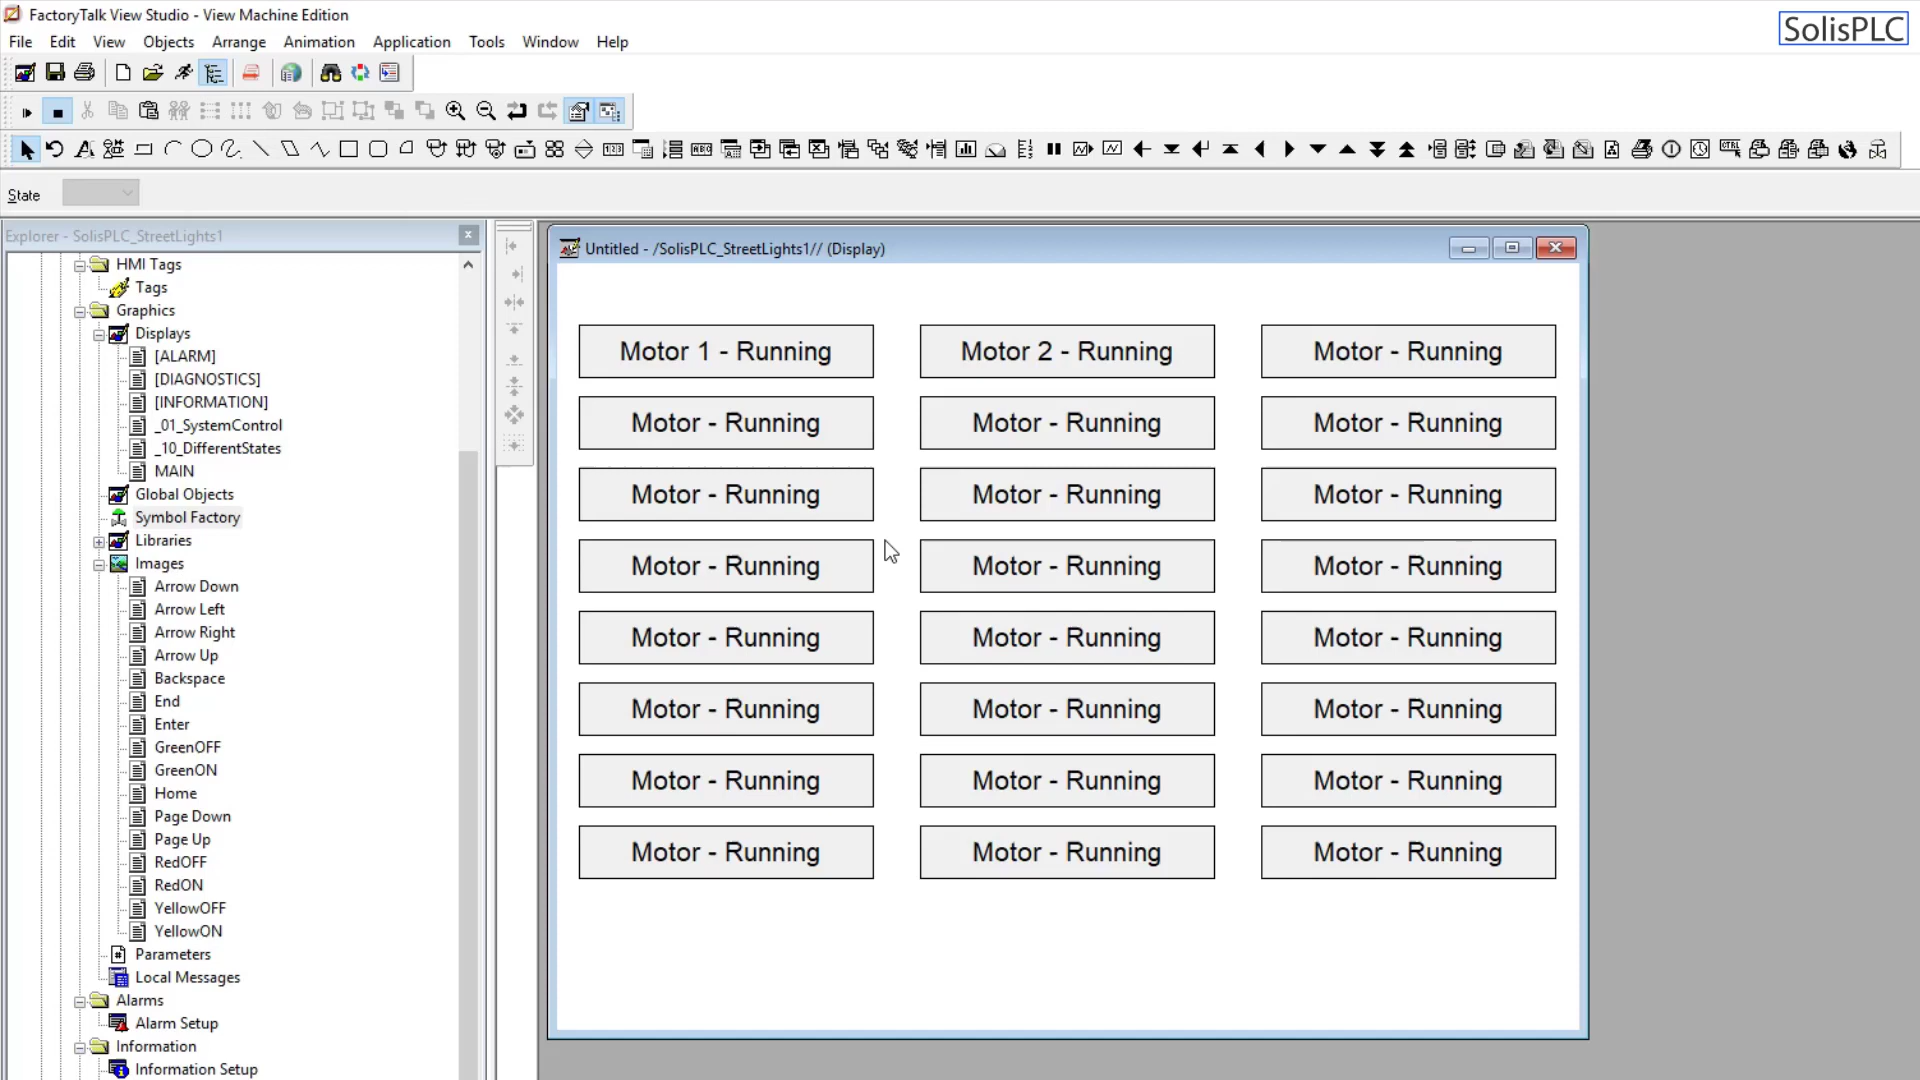 FactoryTalk View Studio - View Machine Edition
SolisPLC
File Edit View Objects Arrange Animation Application Tools Window Help
State
Explorer - SolisPLC_StreetLights1
HMI Tags
Tags
Graphics
Displays
[ALARM]
[DIAGNOSTICS]
[INFORMATION]
_01_SystemControl
_10_DifferentStates
MAIN
Global Objects
Symbol Factory
Libraries
Images
Arrow Down
Arrow Left
Arrow Right
Arrow Up
Backspace
End
Enter
GreenOFF
GreenON
Home
Page Down
Page Up
RedOFF
RedON
YellowOFF
YellowON
Parameters
Local Messages
Alarms
Alarm Setup
Information
Information Setup
Untitled - /SolisPLC_StreetLights1// (Display)
Motor 1 - Running Motor 2 - Running Motor - Running
Motor - Running Motor - Running Motor - Running
Motor - Running Motor - Running Motor - Running
Motor - Running Motor - Running Motor - Running
Motor - Running Motor - Running Motor - Running
Motor - Running Motor - Running Motor - Running
Motor - Running Motor - Running Motor - Running
Motor - Running Motor - Running Motor - Running